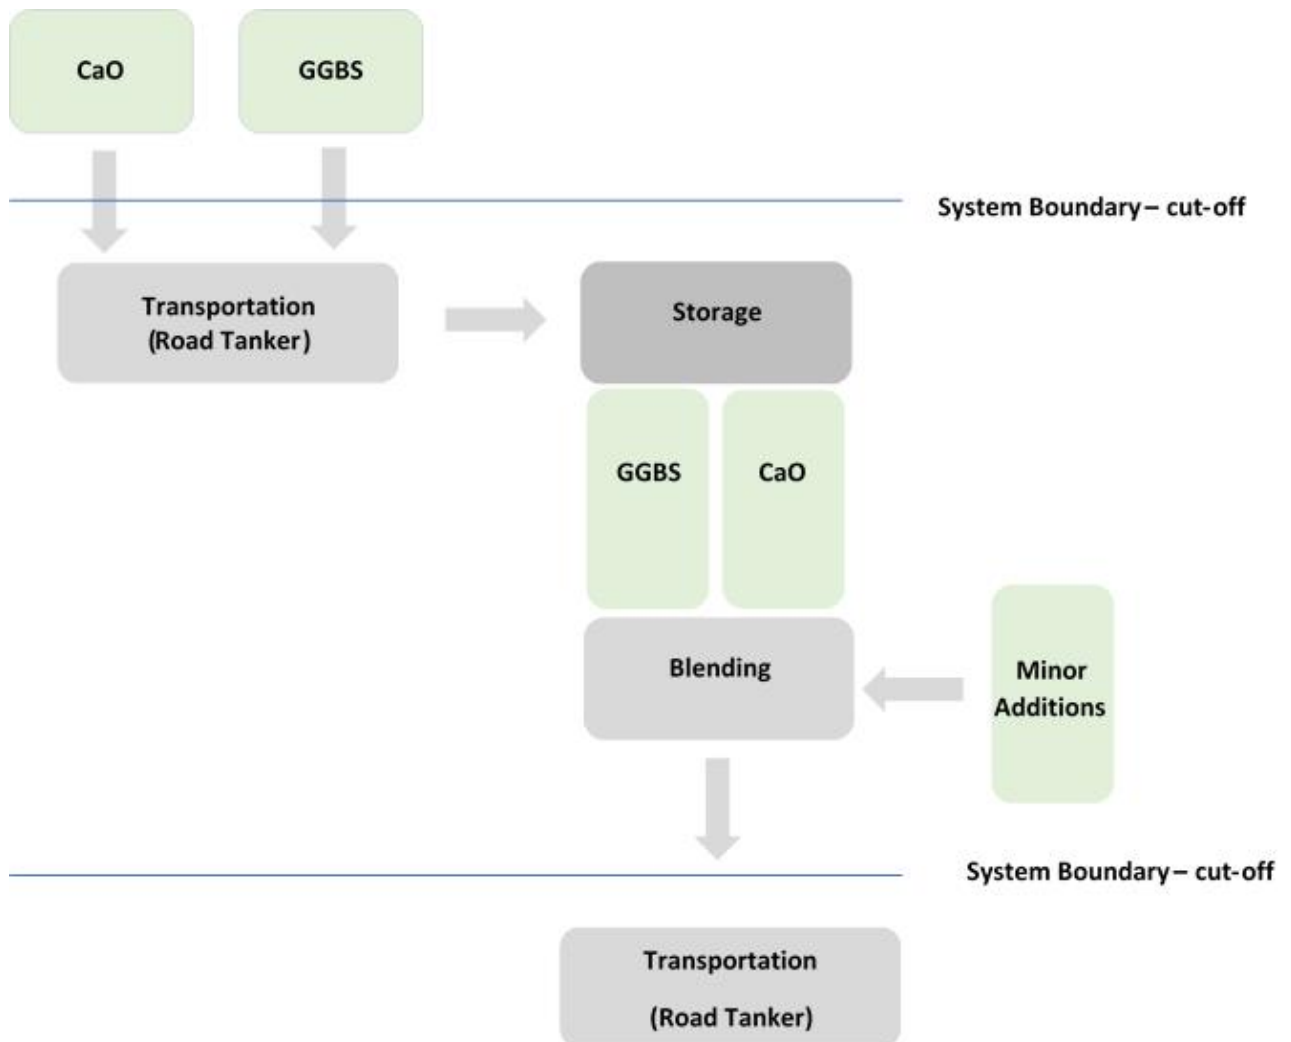 CaO
GGBS
System Boundary – cut-off
Transportation
(Road Tanker)
Storage
GGBS
CaO
Blending
Minor
Additions
System Boundary – cut-off
Transportation
(Road Tanker)